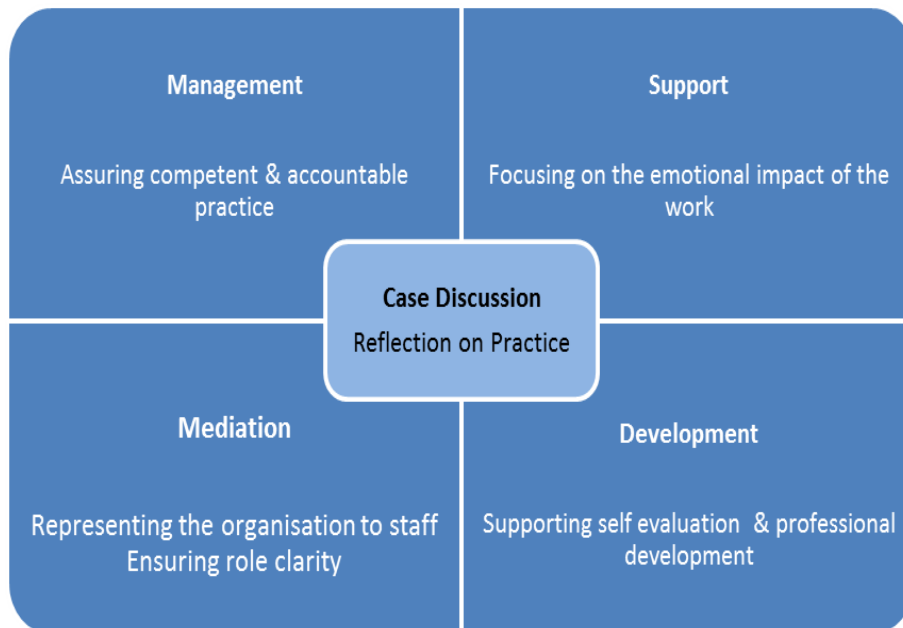 Management
Assuring competent & accountable
practice
Support
Focusing on the emotional impact of the
work
Case Discussion
Reflection on Practice
Mediation
Representing the organisation to staff
Ensuring role clarity
Development
Supporting self evaluation & professional
development